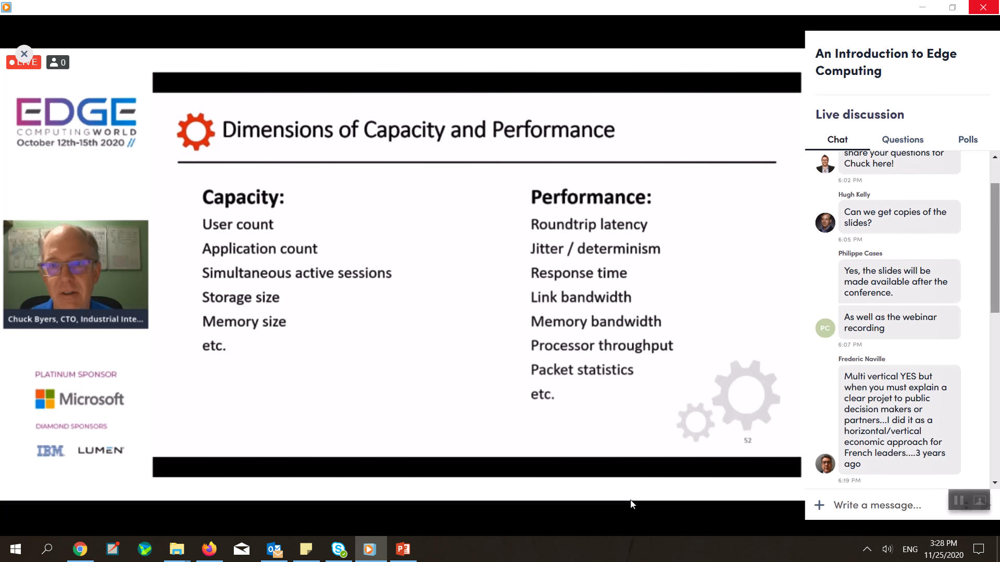 LIVE
0
EDGE
COMPUTINGWORLD
October 12th-15th 2020 //
Chuck Byers, CTO, Industrial Inte...
PLATINUM SPONSOR
Microsoft
DIAMOND SPONSORS
IBM LUMEN
Dimensions of Capacity and Performance
Capacity:
User count
Application count
Simultaneous active sessions
Storage size
Memory size
etc.
Performance:
Roundtrip latency
Jitter / determinism
Response time
Link bandwidth
Memory bandwidth
Processor throughput
Packet statistics
etc.
52
An Introduction to Edge
Computing
Live discussion
Chat Questions Polls
share your questions for
Chuck here!
6:02 PM
Hugh Kelly
Can we get copies of the
slides?
6:05 PM
Philippe Cases
Yes, the slides will be
made available after the
conference.
As well as the webinar
recording
PC
6:07 PM
Frederic Naville
Multi vertical YES but
when you must explain a
clear projet to public
decision makers or
partners...I did it as a
horizontal/vertical
economic approach for
French leaders....3 years
ago
6:19 PM
Write a message...
ENG
3:28 PM
11/25/2020